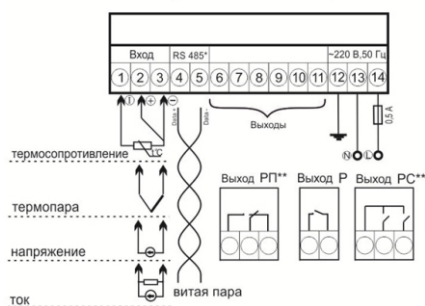 Вход RS 485* ~220 В,50 Гц
1 2 3 4 5 6 7 8 9 10 11 12 13 14
I + −
Data+ Data-
Выходы
0,5 А
N L
t°C
термосопротивление
Выход РП** Выход Р Выход РС**
термопара
напряжение
витая пара
ток